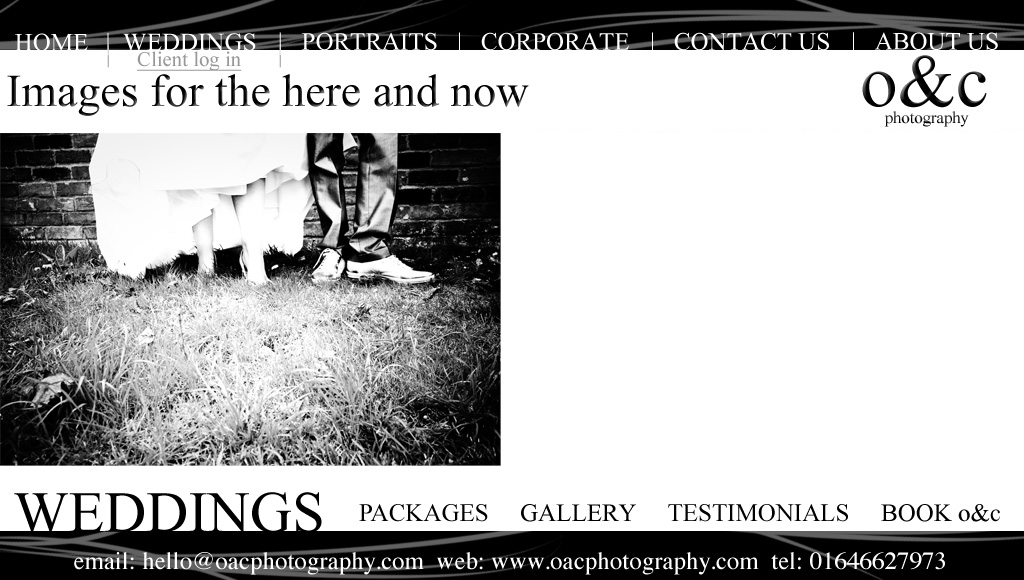 HOME | WEDDINGS | PORTRAITS | CORPORATE | CONTACT US | ABOUT US
| Client log in |
Images for the here and now
o&c
photography
WEDDINGS PACKAGES GALLERY TESTIMONIALS BOOK o&c
email: hello@oacphotography.com web: www.oacphotography.com tel: 01646627973